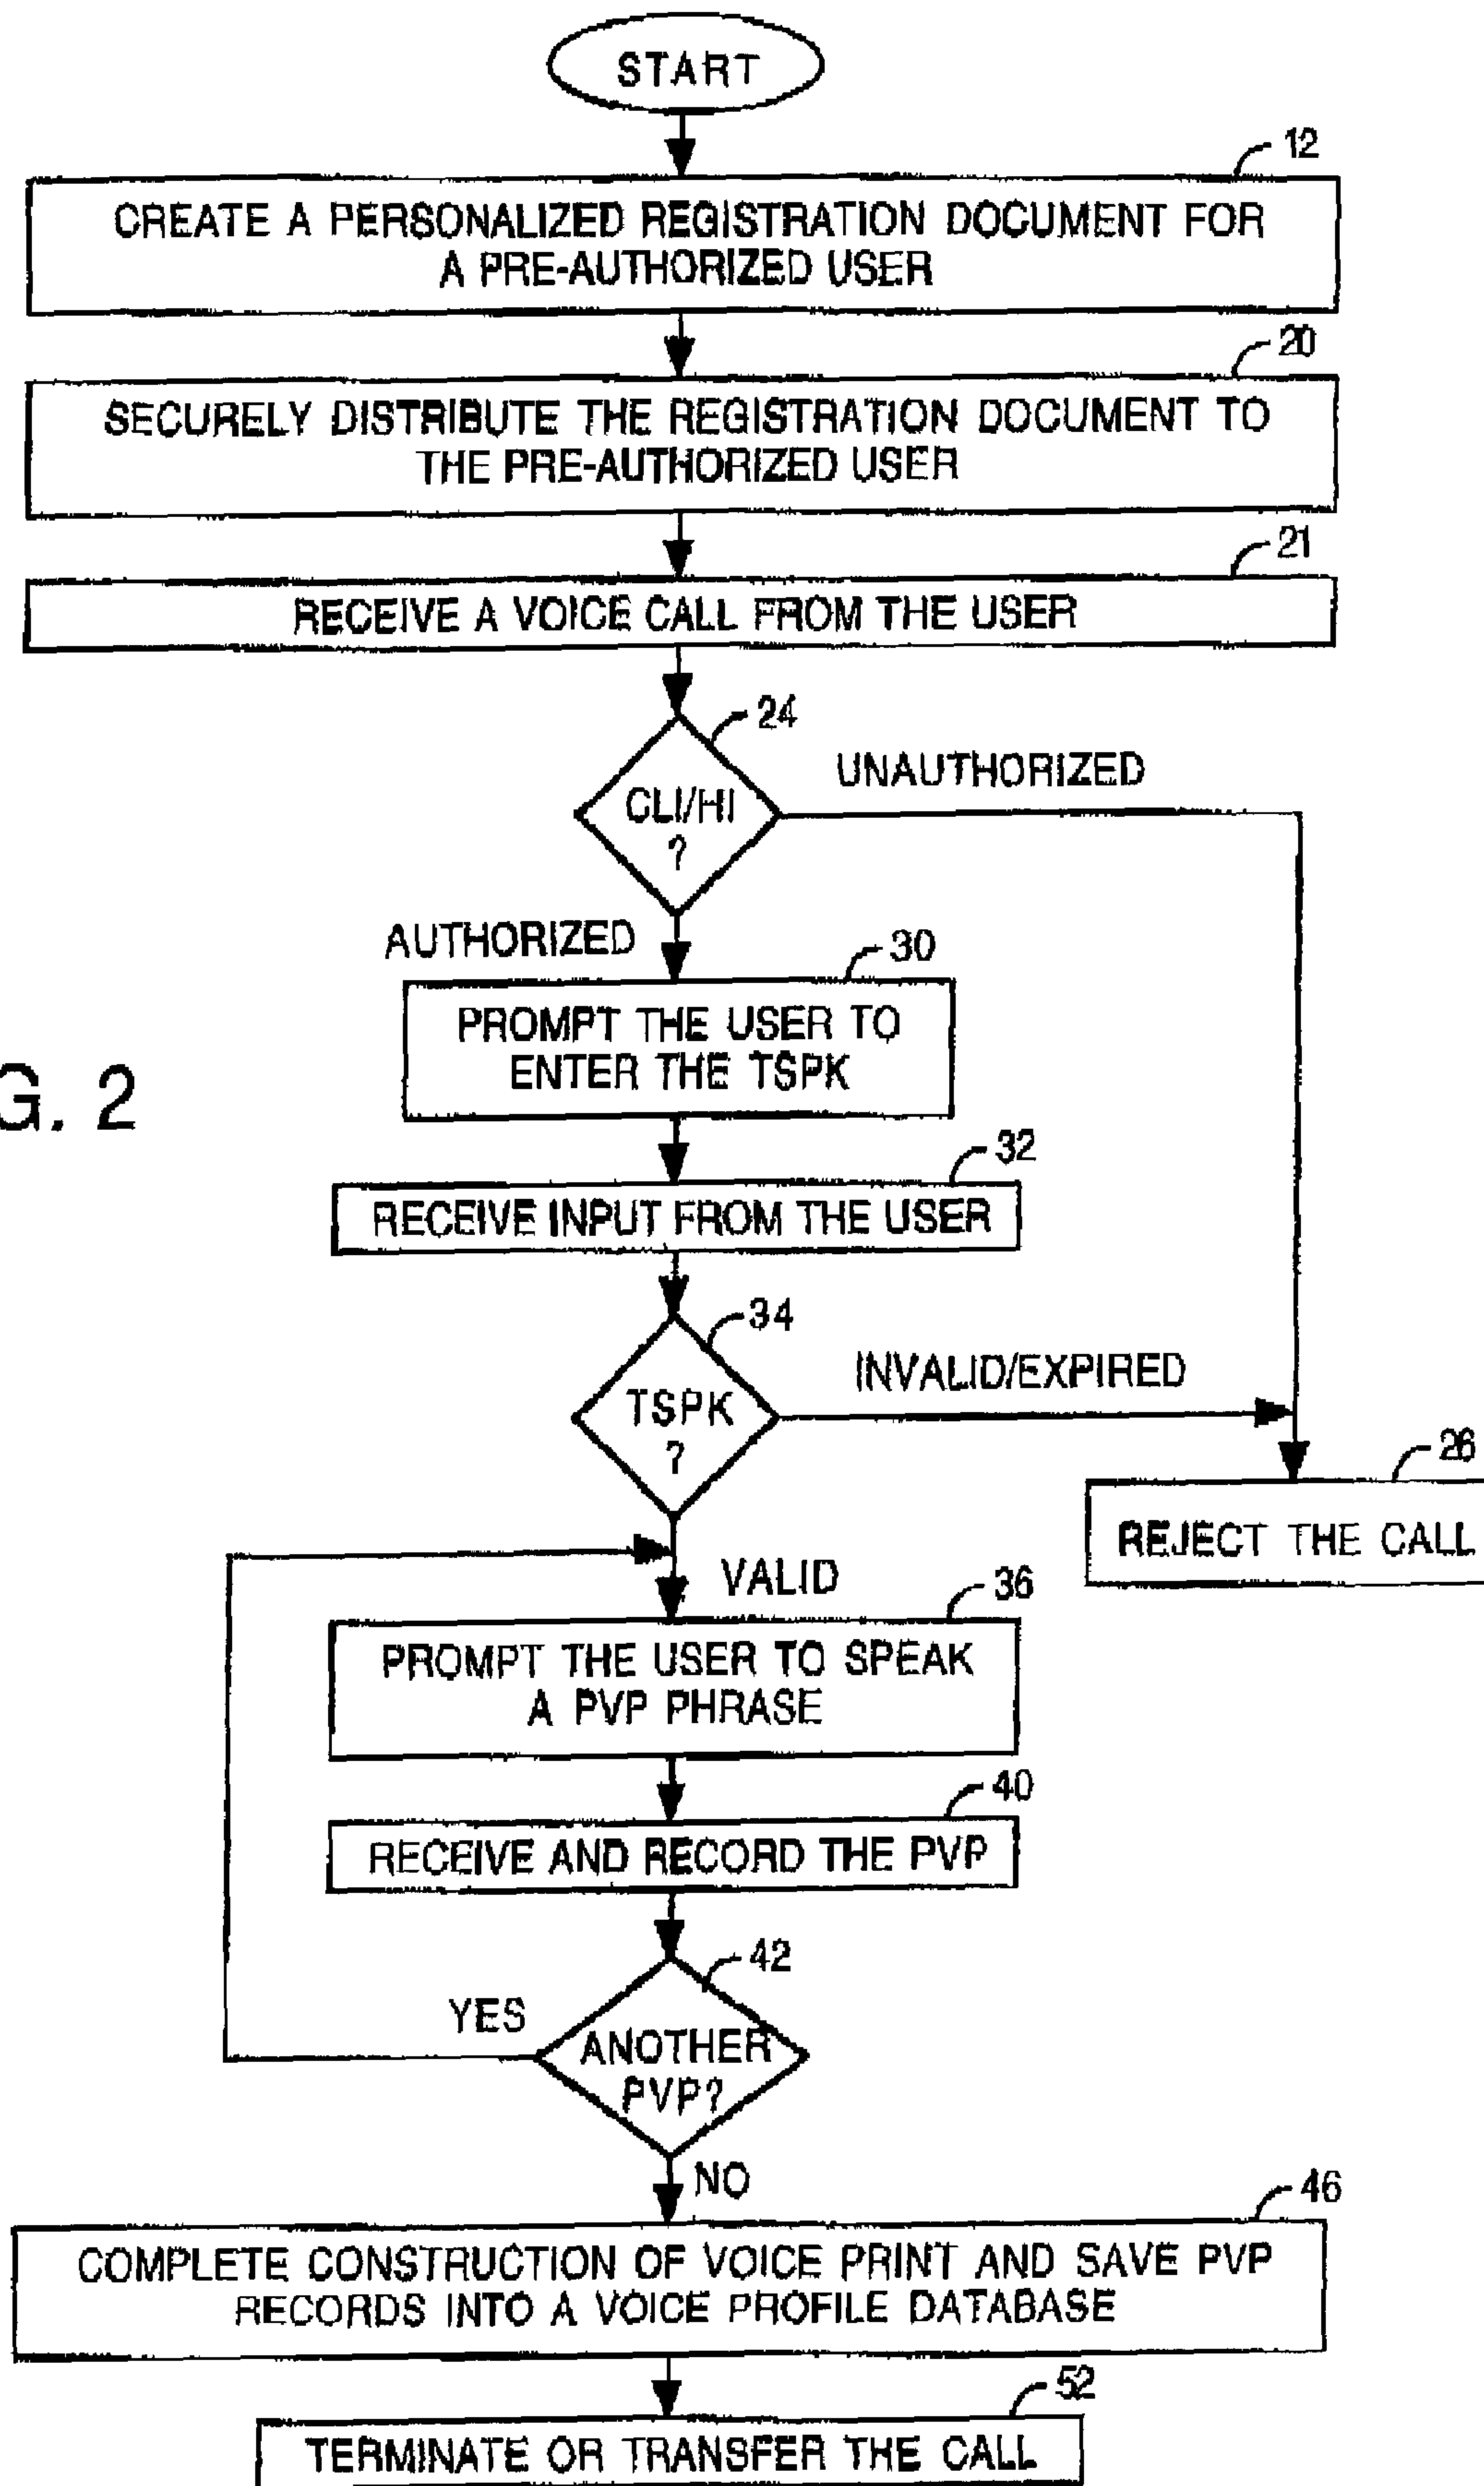 START
12
CREATE A PERSONALIZED REGISTRATION DOCUMENT FOR
A PRE-AUTHORIZED USER
20
SECURELY DISTRIBUTE THE REGISTRATION DOCUMENT TO
THE PRE-AUTHORIZED USER
21
RECEIVE A VOICE CALL FROM THE USER
24
CLI/HI
?
UNAUTHORIZED
AUTHORIZED
30
PROMPT THE USER TO
ENTER THE TSPK
G. 2
32
RECEIVE INPUT FROM THE USER
34
TSPK
?
INVALID/EXPIRED
26
REJECT THE CALL
VALID
36
PROMPT THE USER TO SPEAK
A PVP PHRASE
40
RECEIVE AND RECORD THE PVP
42
ANOTHER
PVP?
YES
NO
46
COMPLETE CONSTRUCTION OF VOICE PRINT AND SAVE PVP
RECORDS INTO A VOICE PROFILE DATABASE
52
TERMINATE OR TRANSFER THE CALL